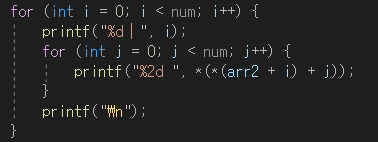 for (int i = 0; i < num; i++) {
printf("%d | ", i);
for (int j = 0; j < num; j++) {
printf("%2d ", *(*(arr2 + i) + j));
}
printf("₩n");
}